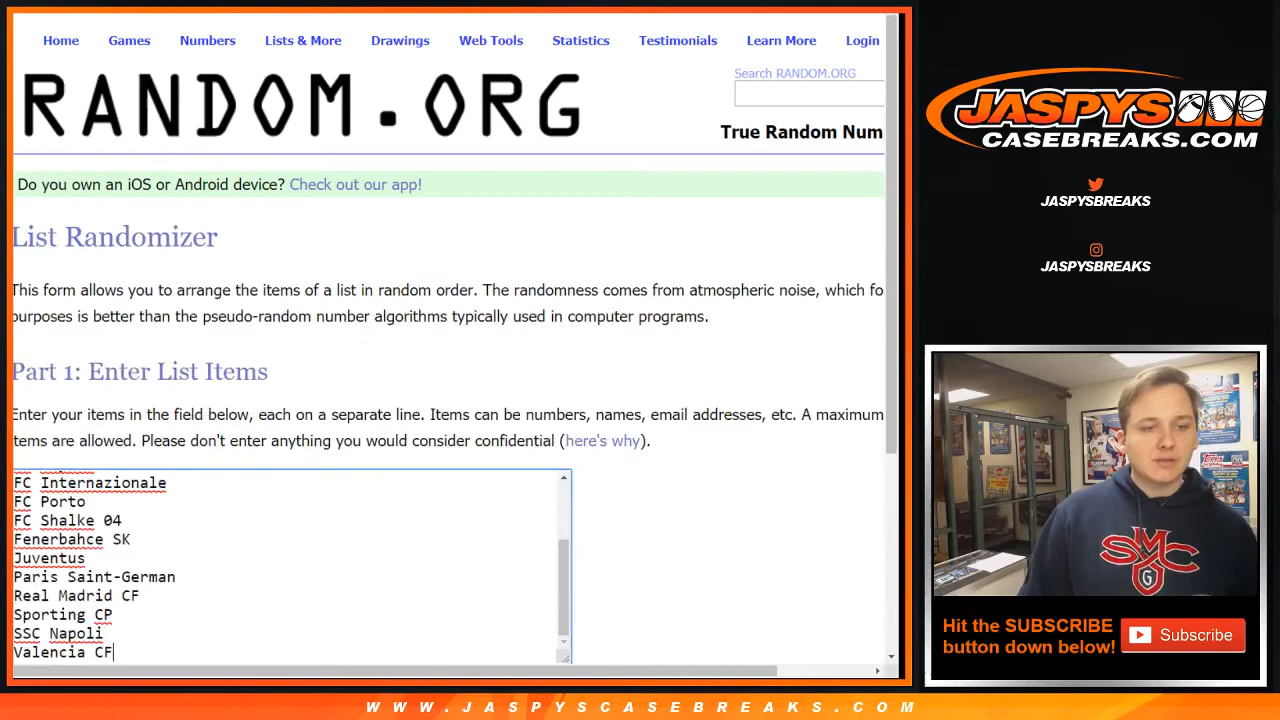 Home Games Numbers Lists & More Drawings Web Tools Statistics Testimonials Learn More Login
RANDOM.ORG
Search RANDOM.ORG
True Random Num
Do you own an iOS or Android device? Check out our app!
List Randomizer
This form allows you to arrange the items of a list in random order. The randomness comes from atmospheric noise, which fo
purposes is better than the pseudo-random number algorithms typically used in computer programs.
Part 1: Enter List Items
Enter your items in the field below, each on a separate line. Items can be numbers, names, email addresses, etc. A maximum
items are allowed. Please don't enter anything you would consider confidential (here's why).
FC Internazionale
FC Porto
FC Shalke 04
Fenerbahce SK
Juventus
Paris Saint-German
Real Madrid CF
Sporting CP
SSC Napoli
Valencia CF
JASPYS
CASEBREAKS.COM
JASPYSBREAKS
JASPYSBREAKS
SMC
G
Hit the SUBSCRIBE
button down below!
Subscribe
WWW.JASPYSCASEBREAKS.COM